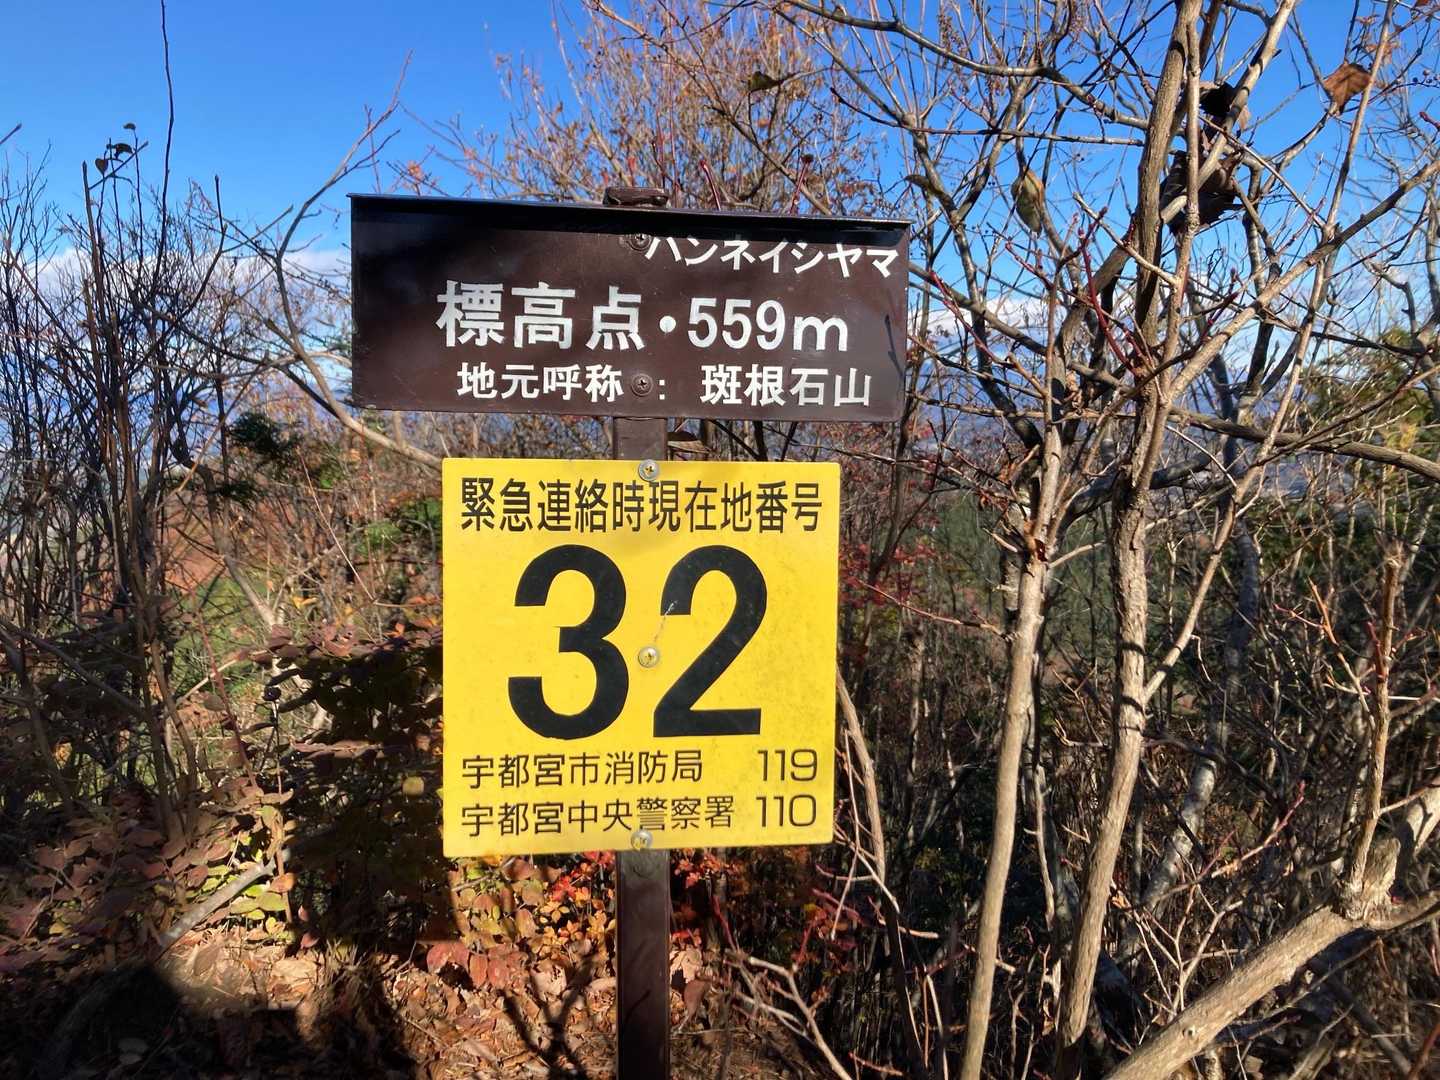 ハンネイシヤマ
標高点・559m
地元呼称：斑根石山
緊急連絡時現在地番号
32
宇都宮市消防局 119
宇都宮中央警察署 110